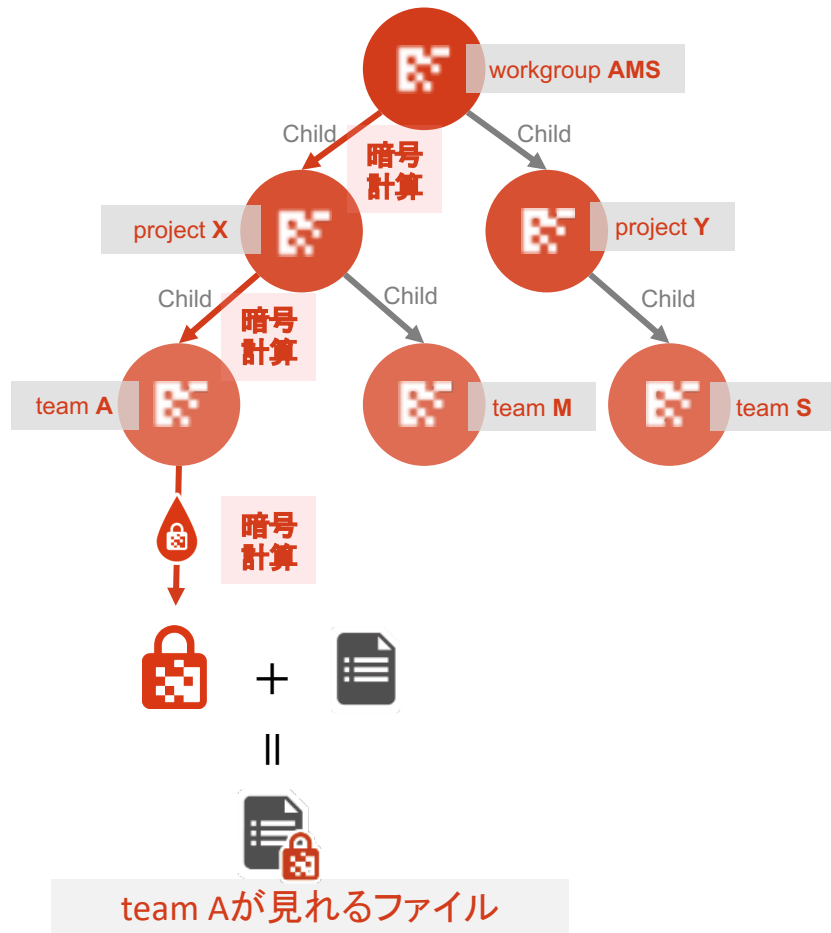 workgroup AMS
Child
Child
暗号
計算
project X
project Y
Child
Child
Child
暗号
計算
team A
team M
team S
暗号
計算
+
=
team Aが見れるファイル